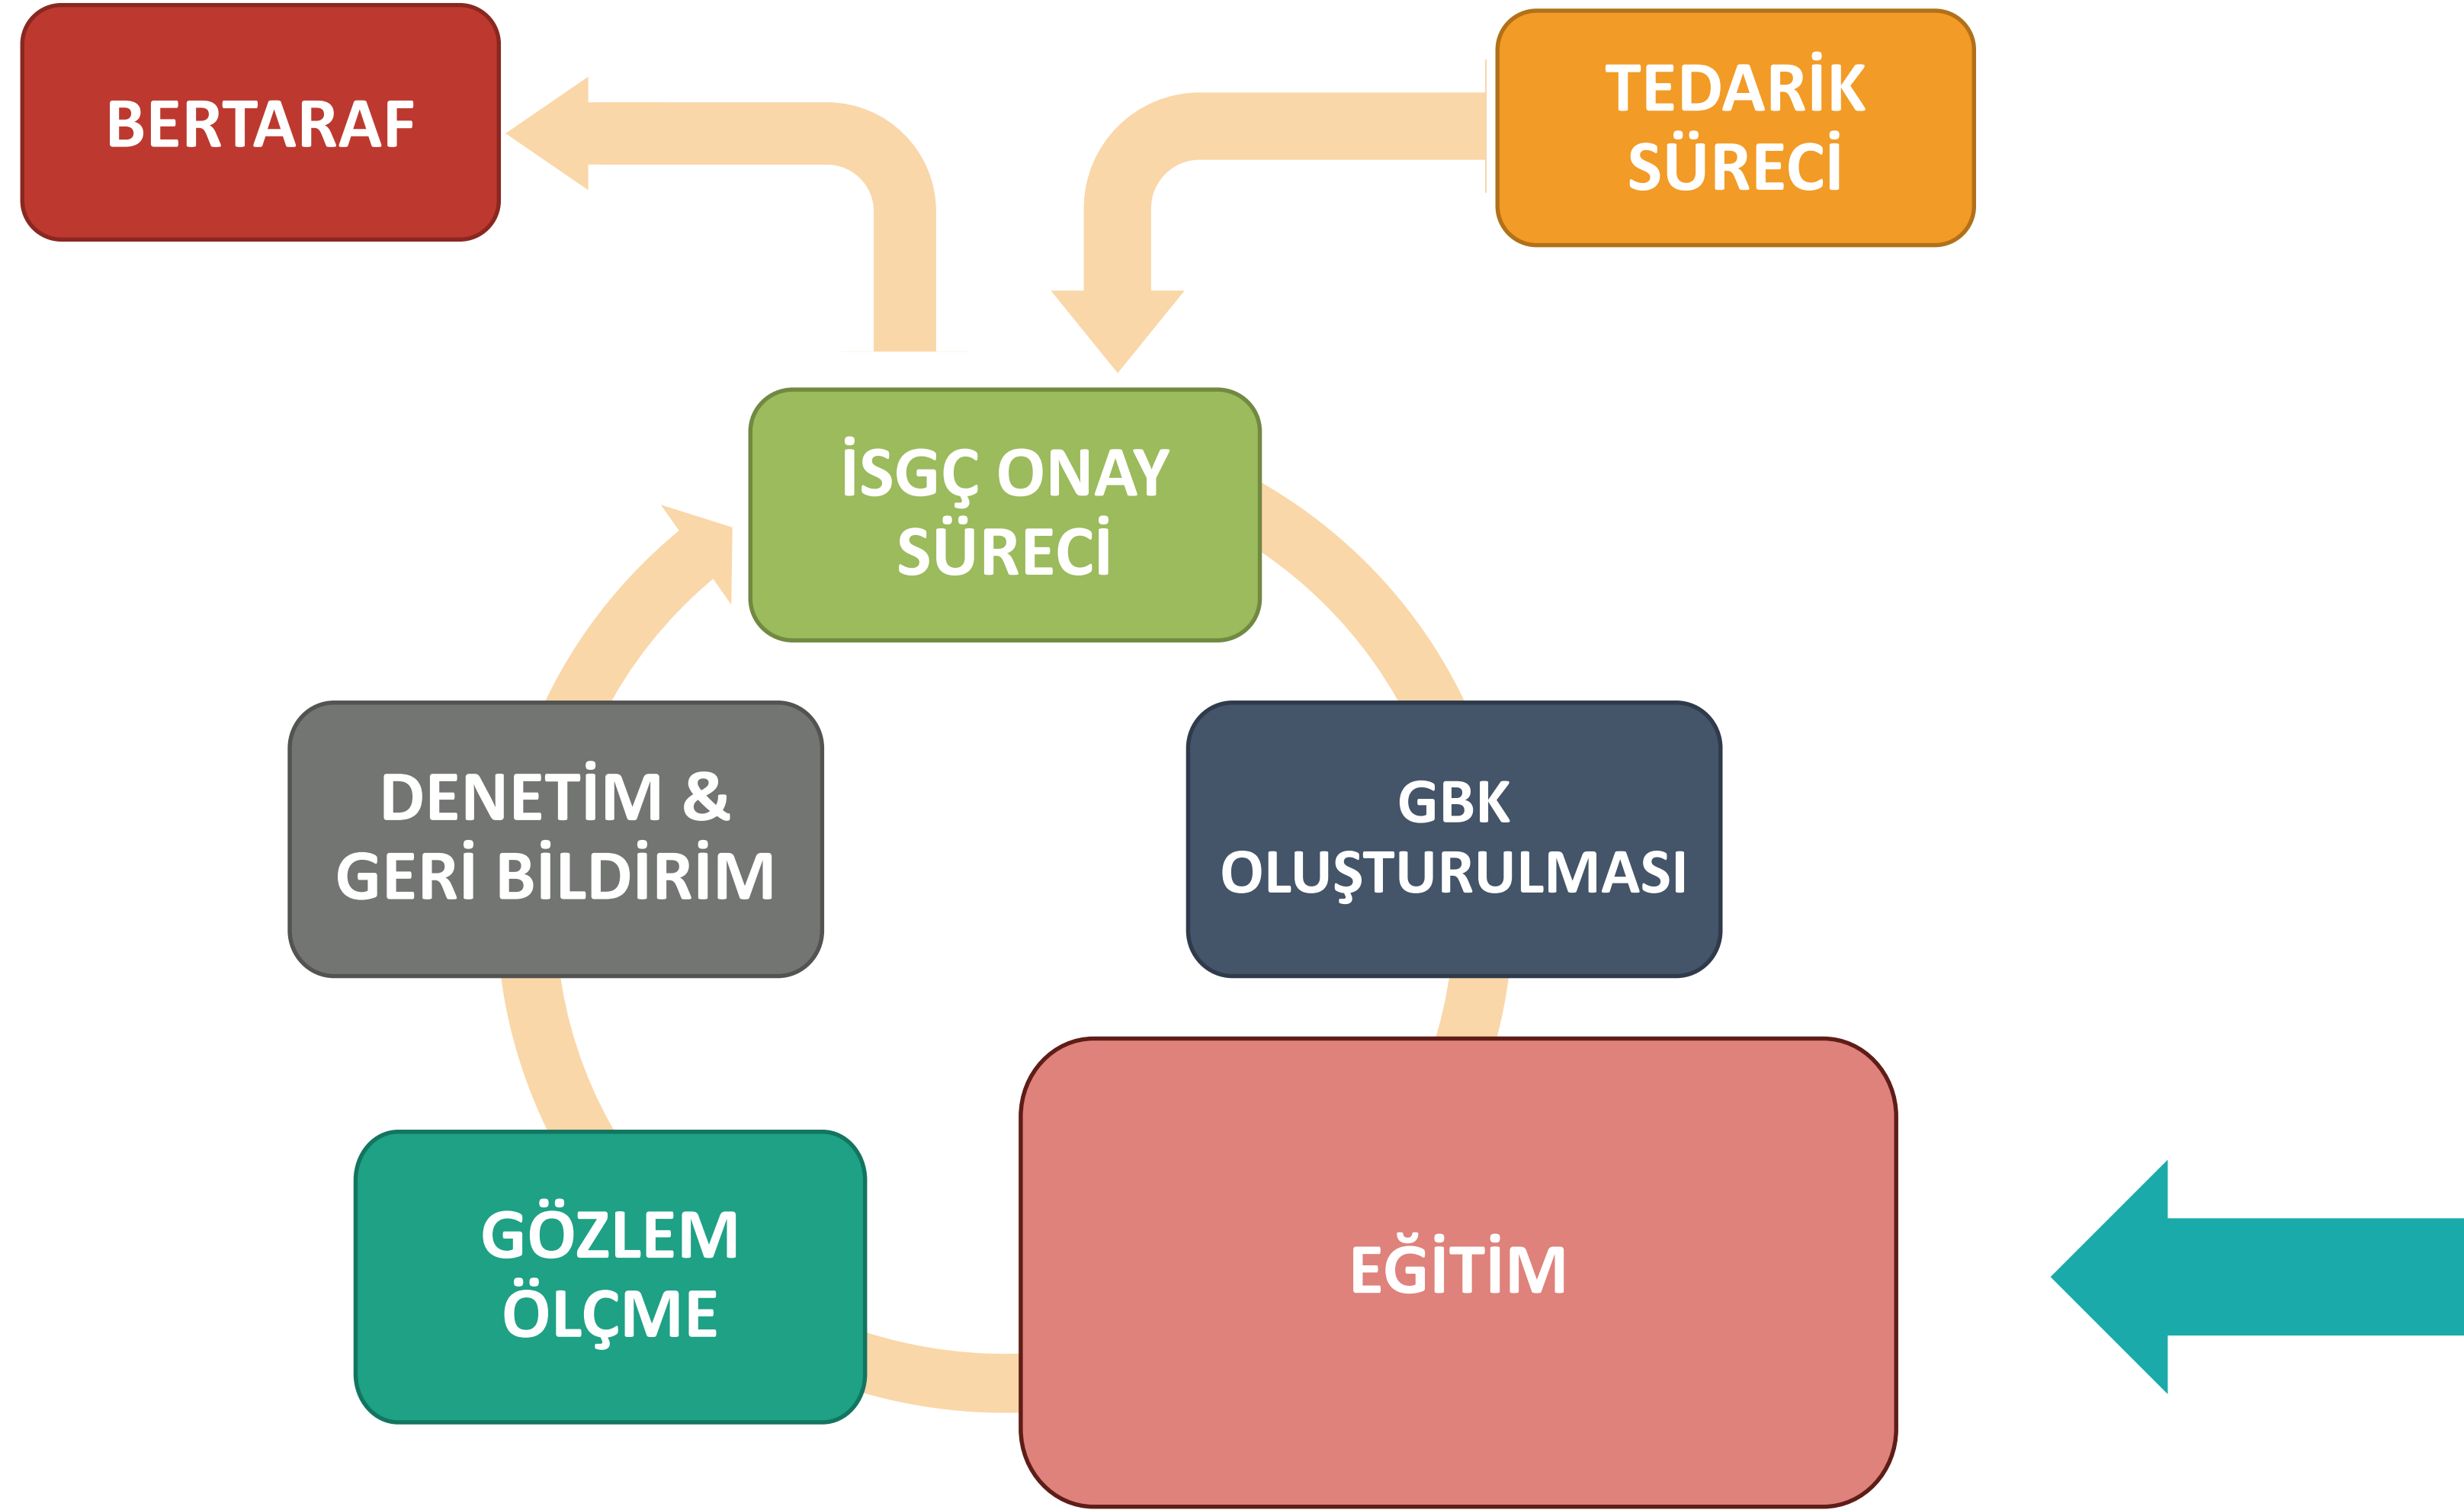 BERTARAF
TEDARİK
SÜRECİ
İSGÇ ONAY
SÜRECİ
DENETİM &
GERİ BİLDİRİM
GBK
OLUŞTURULMASI
GÖZLEM
ÖLÇME
EĞİTİM